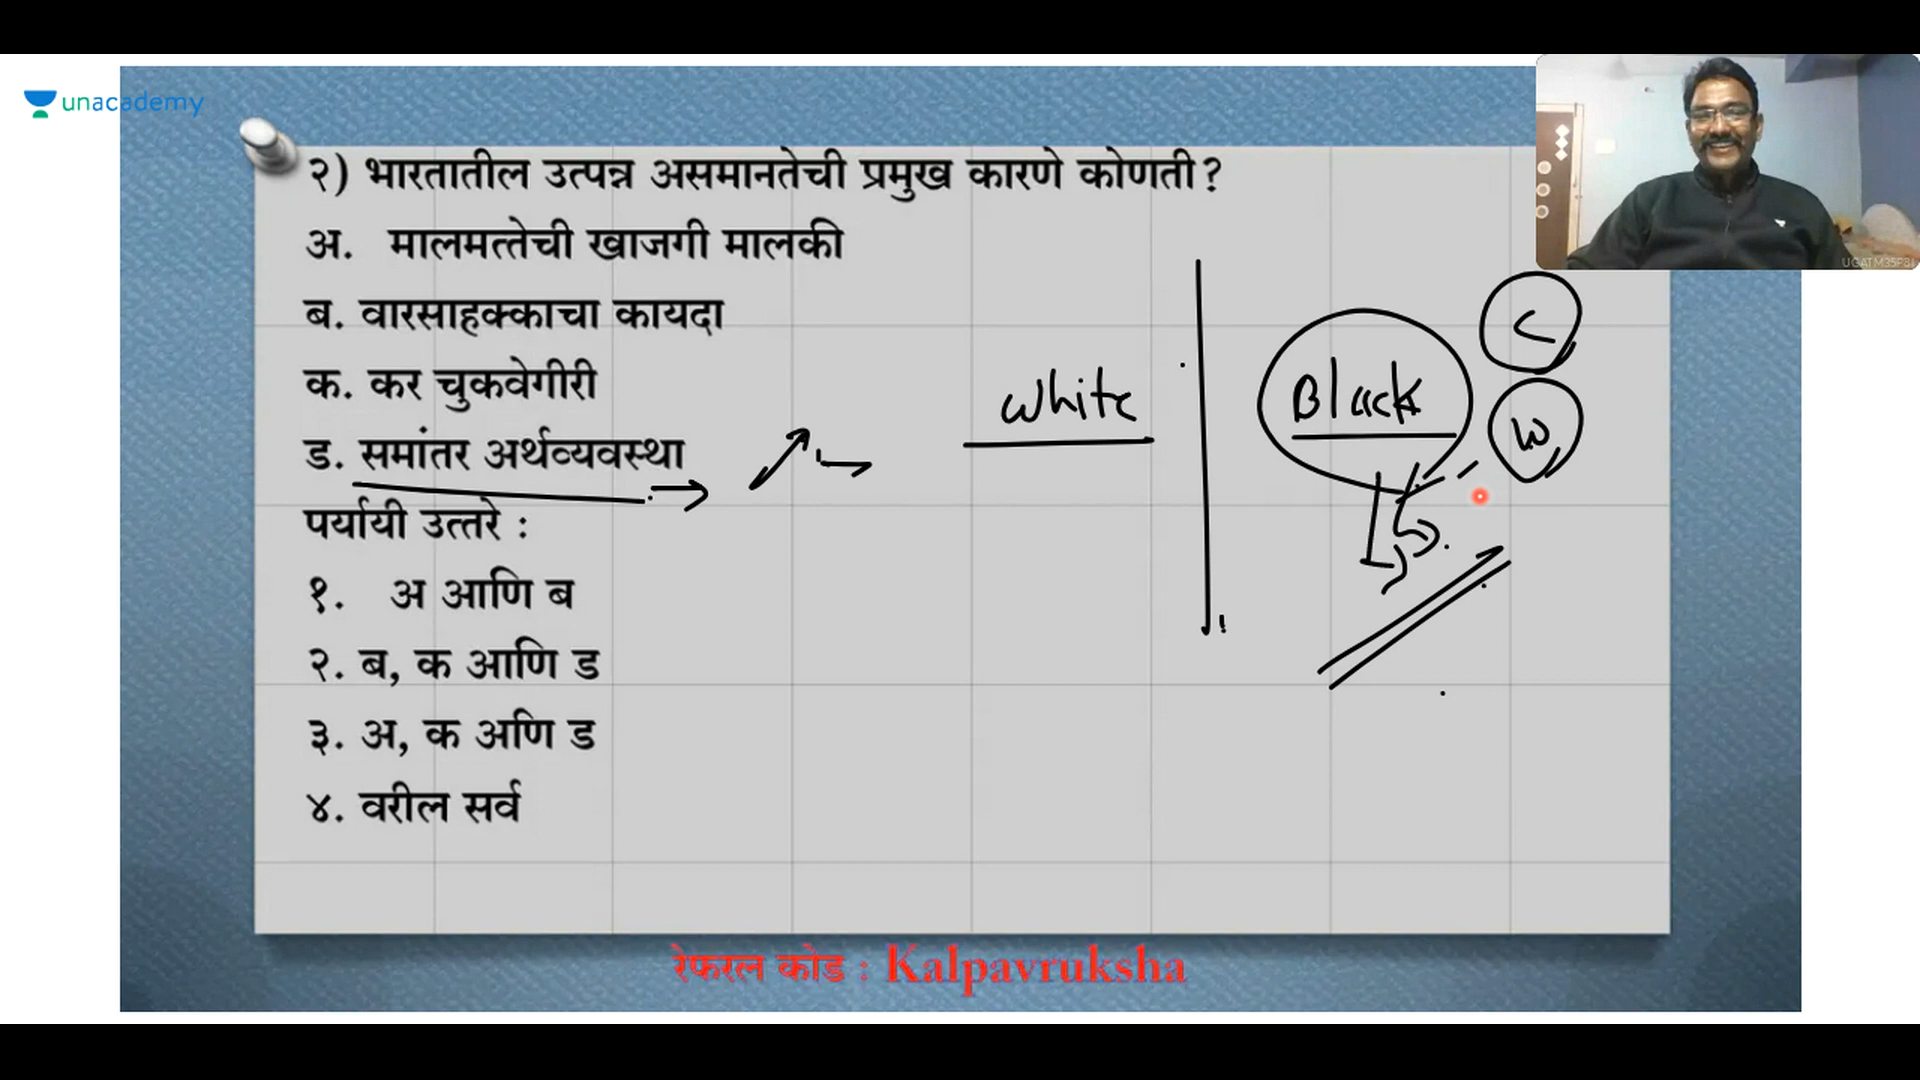 unacademy
२) भारतातील उत्पन्न असमानतेची प्रमुख कारणे कोणती?
अ. मालमत्तेची खाजगी मालकी
ब. वारसाहक्काचा कायदा
क. कर चुकवेगीरी
ड. समांतर अर्थव्यवस्था
पर्यायी उत्तरे :
१. अ आणि ब
२. ब, क आणि ड
३. अ, क अणि ड
४. वरील सर्व
White
Black
C
W
रेफरल कोड : Kalpavruksha